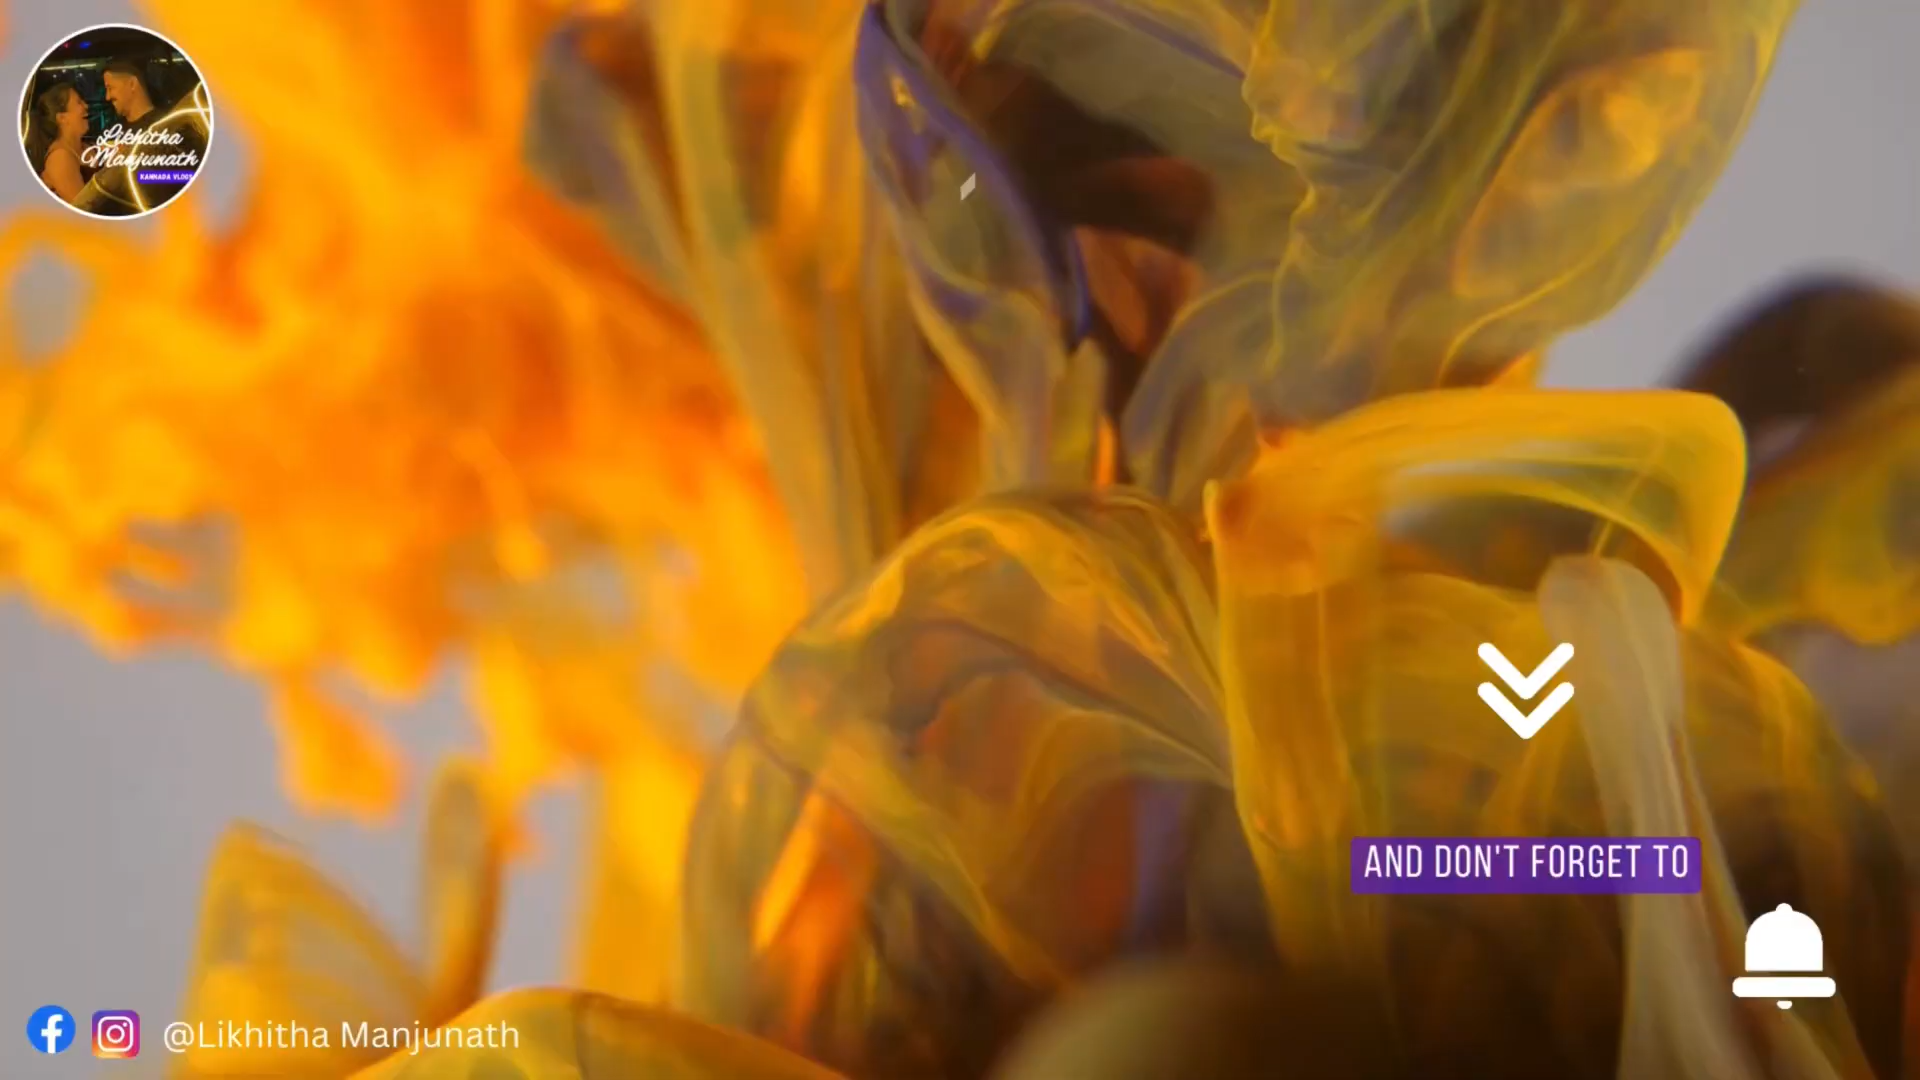 Likhitha
Manjunath
KANNADA VLOGS
AND DON'T FORGET TO
@Likhitha Manjunath